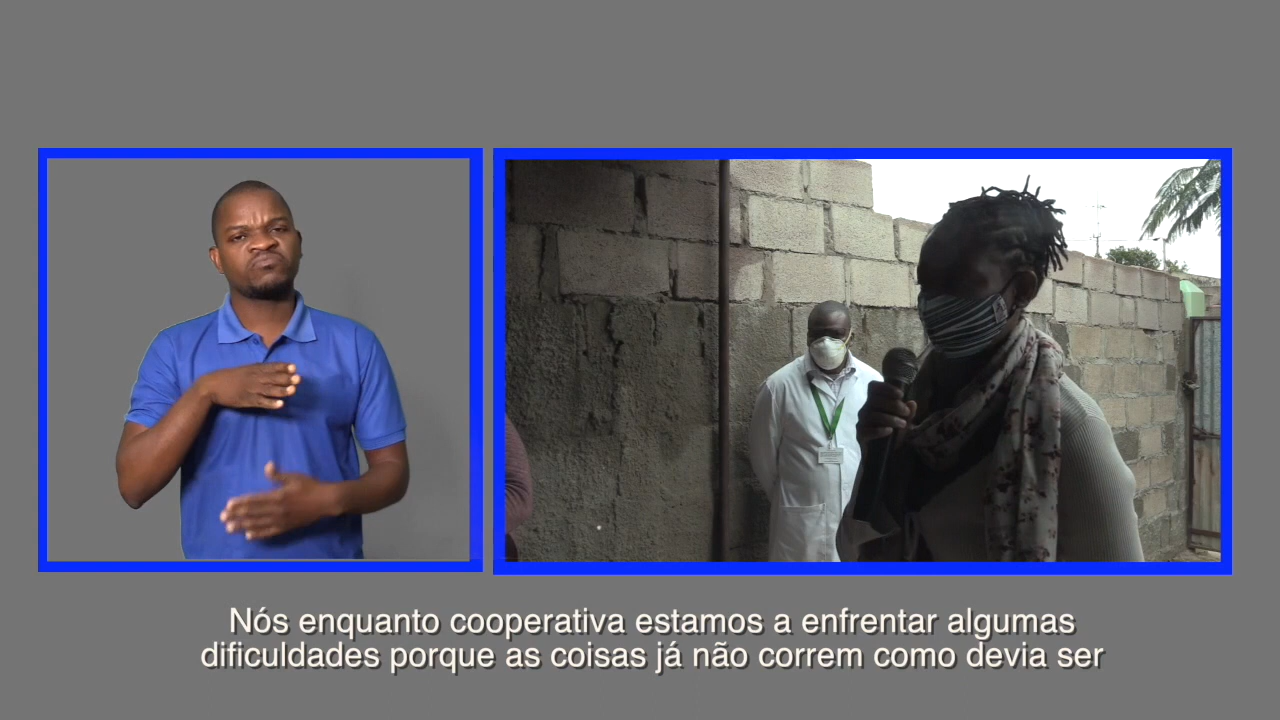 Nós enquanto cooperativa estamos a enfrentar algumas
dificuldades porque as coisas já não correm como devia ser